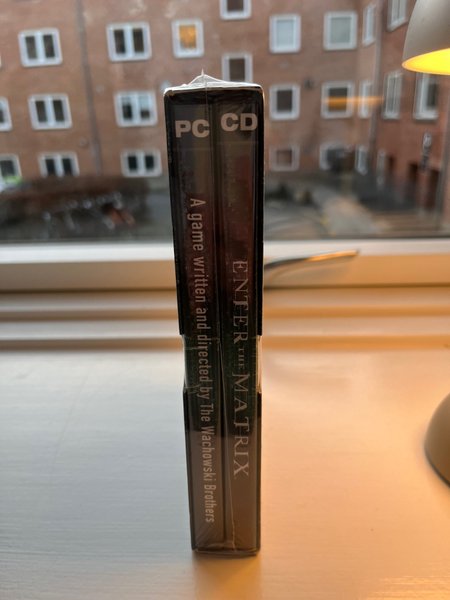 PC CD
ENTER THE MATRIX
A game written and directed by The Wachowski Brothers